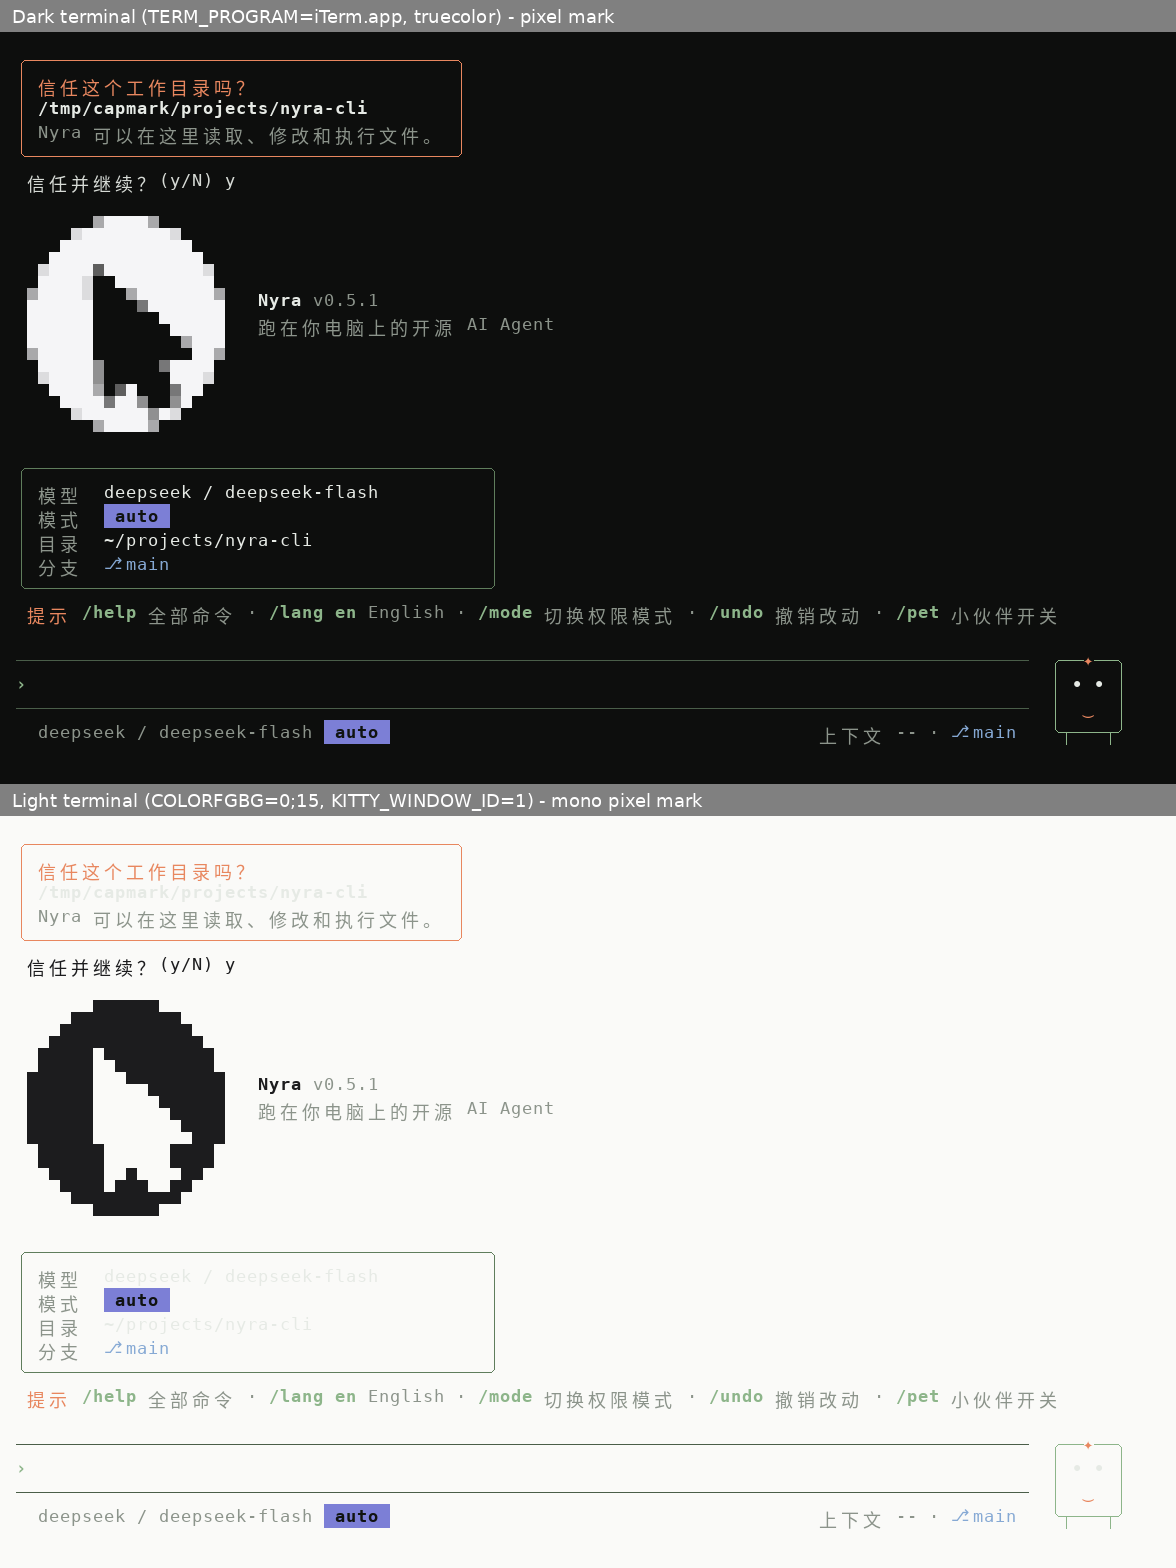 Dark terminal (TERM_PROGRAM=iTerm.app, truecolor) - pixel mark
信任这个工作目录吗?
/tmp/capmark/projects/nyra-cli
Nyra 可以在这里读取、修改和执行文件。
信任并继续? (y/N) y
Nyra v0.5.1
跑在你电脑上的开源 AI Agent
模型 deepseek / deepseek-flash
模式 auto
目录 ~/projects/nyra-cli
分支 ⎇ main
提示 /help 全部命令 · /lang en English · /mode 切换权限模式 · /undo 撤销改动 · /pet 小伙伴开关
›
deepseek / deepseek-flash auto 上下文 -- · ⎇ main
Light terminal (COLORFGBG=0;15, KITTY_WINDOW_ID=1) - mono pixel mark
信任这个工作目录吗?
/tmp/capmark/projects/nyra-cli
Nyra 可以在这里读取、修改和执行文件。
信任并继续? (y/N) y
Nyra v0.5.1
跑在你电脑上的开源 AI Agent
模型 deepseek / deepseek-flash
模式 auto
目录 ~/projects/nyra-cli
分支 ⎇ main
提示 /help 全部命令 · /lang en English · /mode 切换权限模式 · /undo 撤销改动 · /pet 小伙伴开关
›
deepseek / deepseek-flash auto 上下文 -- · ⎇ main